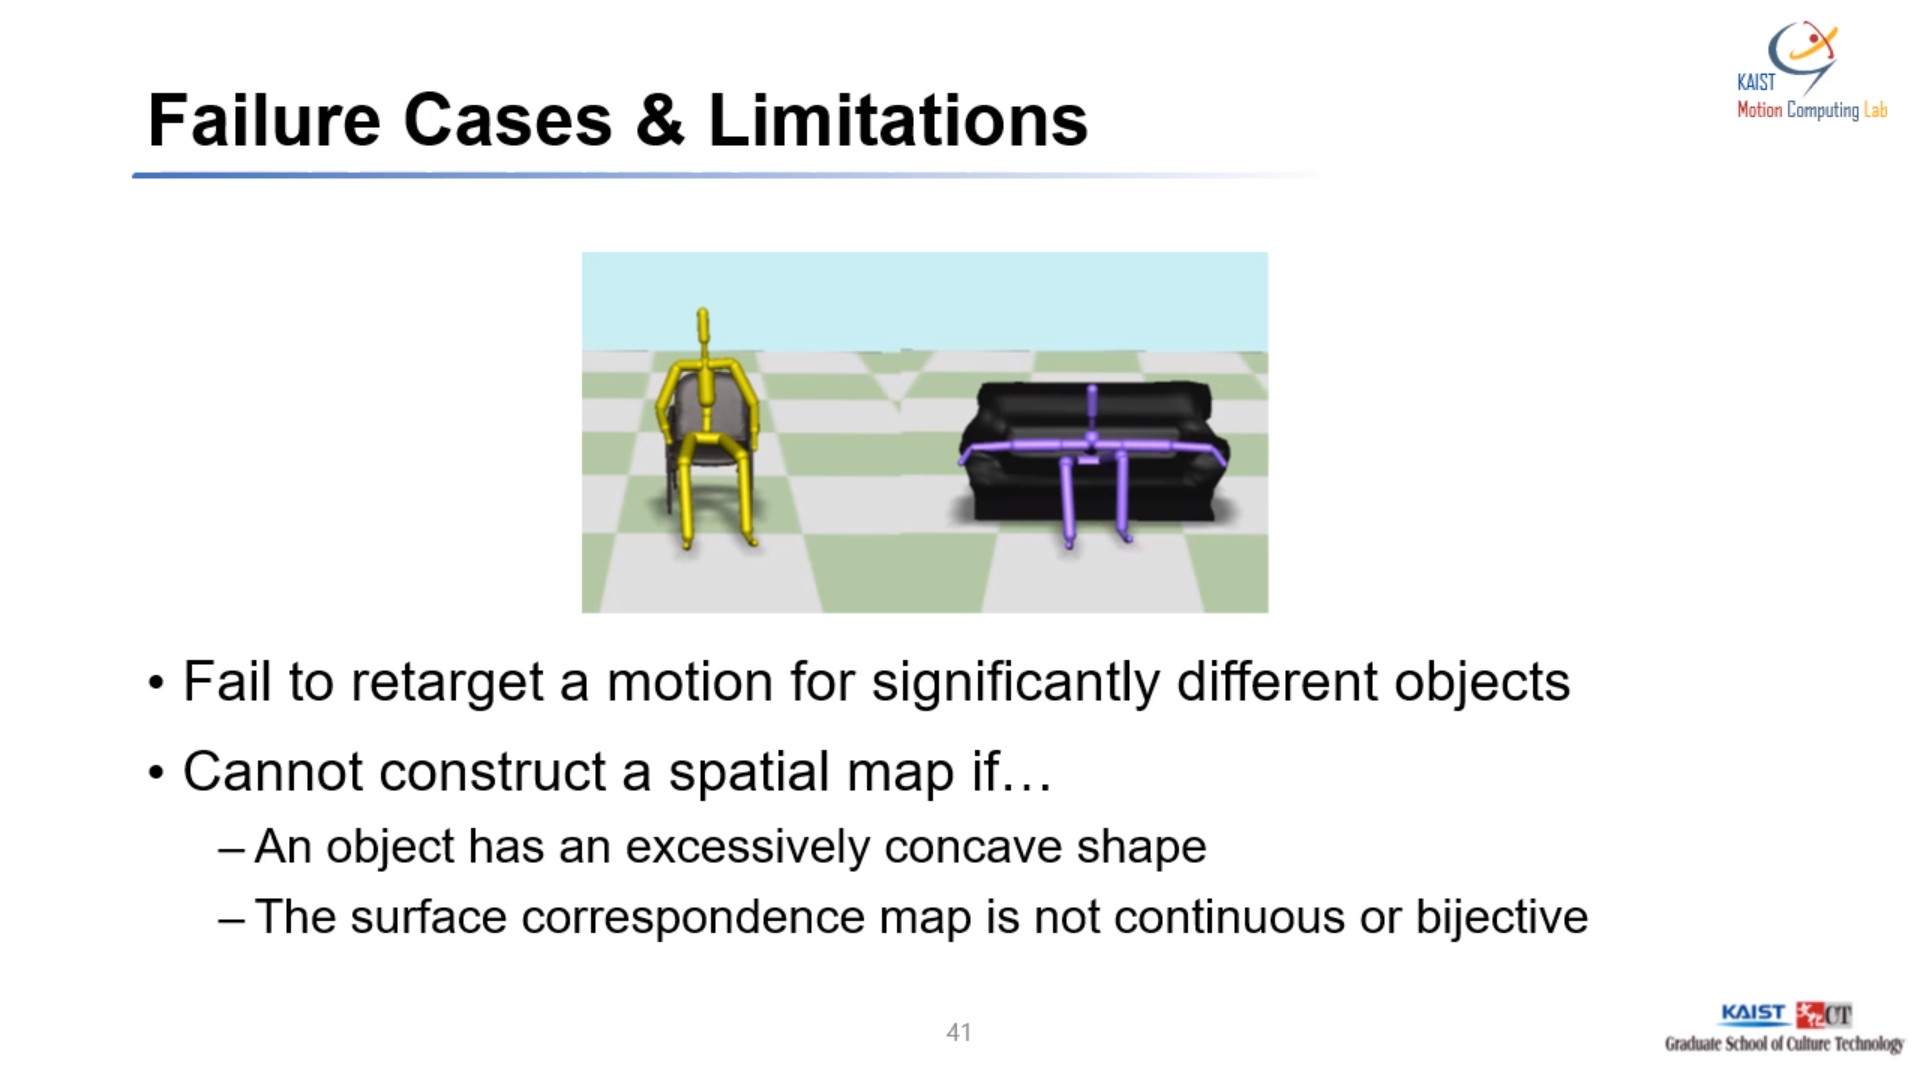 KAIST
Motion Computing Lab
Failure Cases & Limitations
• Fail to retarget a motion for significantly different objects
• Cannot construct a spatial map if…
– An object has an excessively concave shape
– The surface correspondence map is not continuous or bijective
41
KAIST 文化 CT
Graduate School of Culture Technology